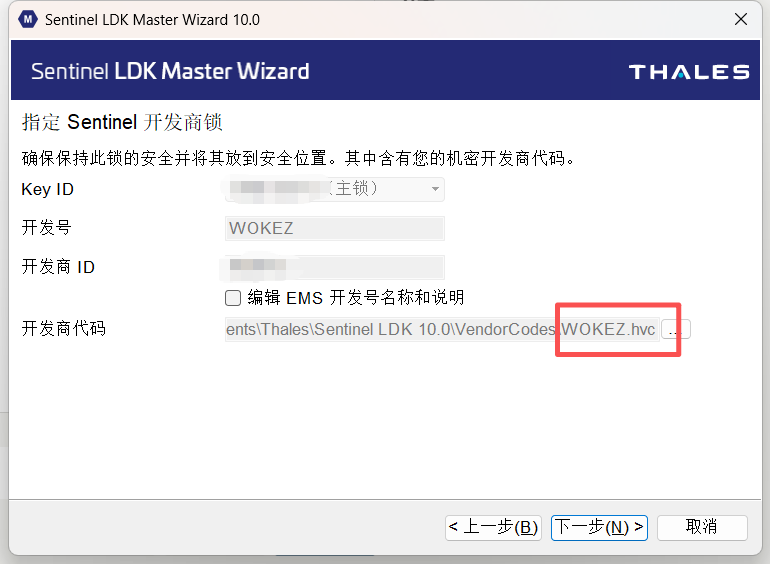 Sentinel LDK Master Wizard 10.0
Sentinel LDK Master Wizard
THALES
指定 Sentinel 开发商锁
确保保持此锁的安全并将其放到安全位置。其中含有您的机密开发商代码。
Key ID
（主锁）
开发号
WOKEZ
开发商 ID
编辑 EMS 开发号名称和说明
开发商代码
ents\Thales\Sentinel LDK 10.0\VendorCodes\WOKEZ.hvc
...
< 上一步(B)
下一步(N) >
取消